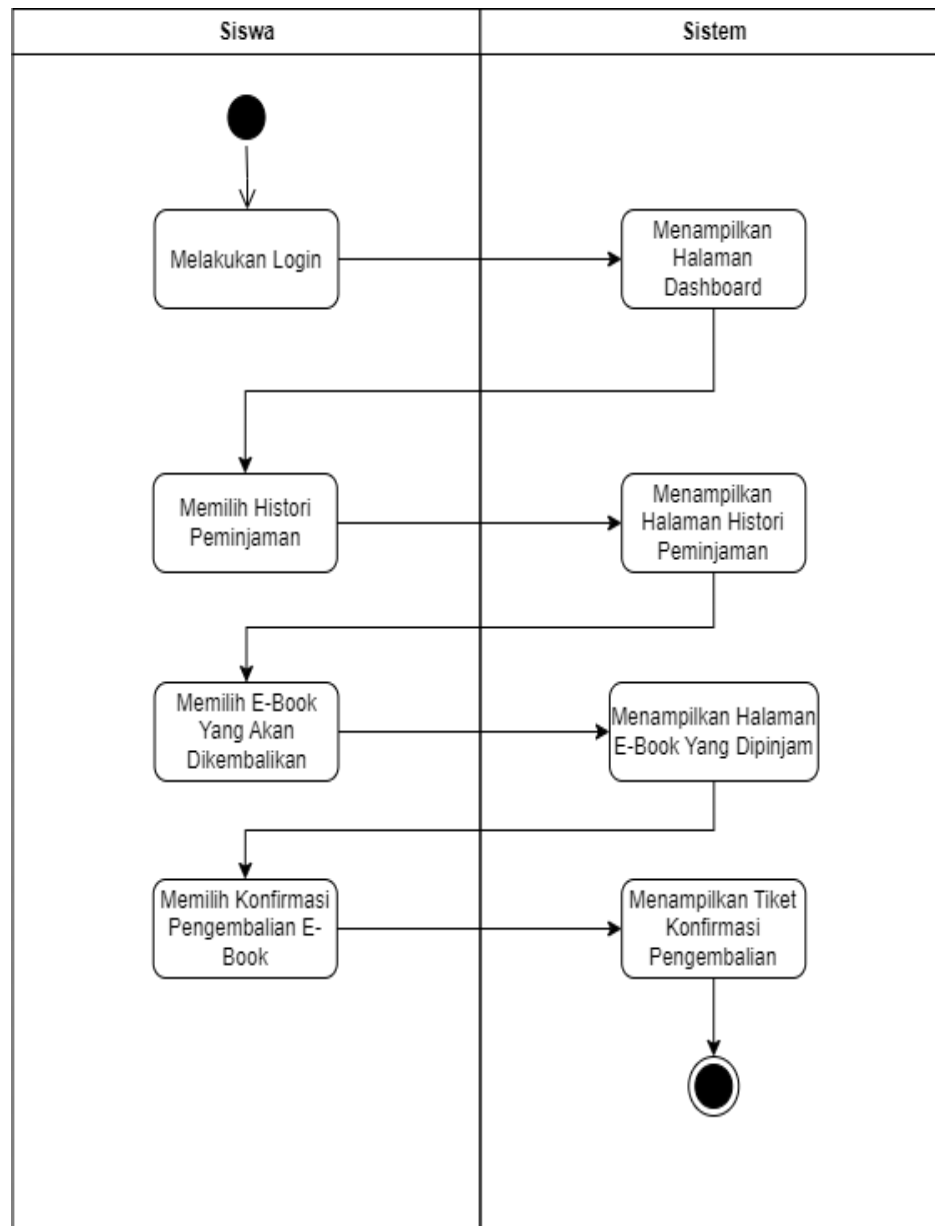 Siswa
Sistem
Melakukan Login
Menampilkan
Halaman
Dashboard
Memilih Histori
Peminjaman
Menampilkan
Halaman Histori
Peminjaman
Memilih E-Book
Yang Akan
Dikembalikan
Menampilkan Halaman
E-Book Yang Dipinjam
Memilih Konfirmasi
Pengembalian E-
Book
Menampilkan Tiket
Konfirmasi
Pengembalian